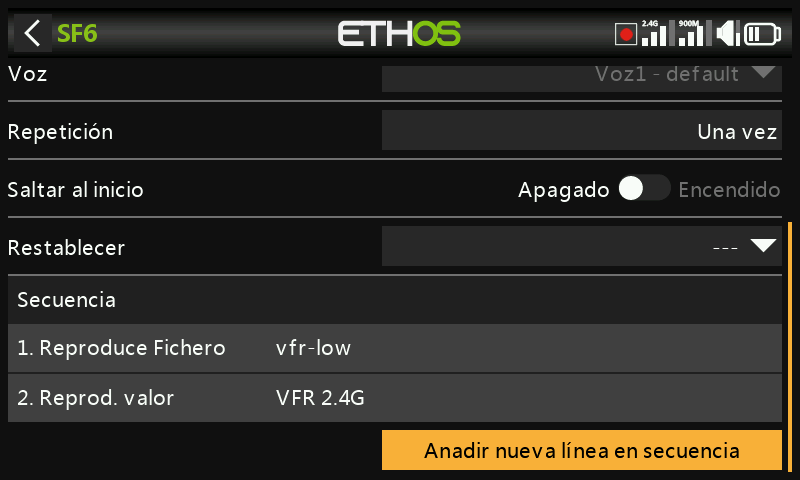 SF6
ETHOS
2.4G
900M
Voz
Voz1 - default
Repetición
Una vez
Saltar al inicio
Apagado
Encendido
Restablecer
---
Secuencia
1. Reproduce Fichero vfr-low
2. Reprod. valor VFR 2.4G
Anadir nueva línea en secuencia